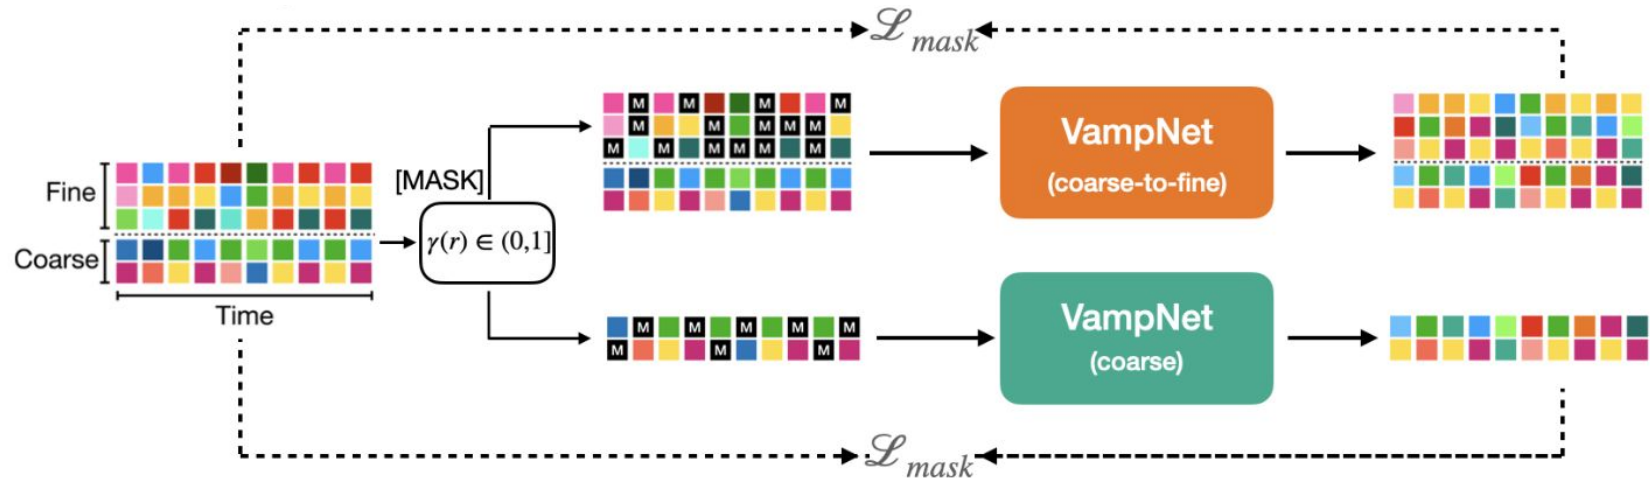 ℒmask
M M M M
VampNet
M M M M M
(coarse-to-fine)
M M M M M M
Fine
[MASK]
γ(r) ∈ (0,1]
Coarse
Time
VampNet
M M M M M
(coarse)
M M M
ℒmask